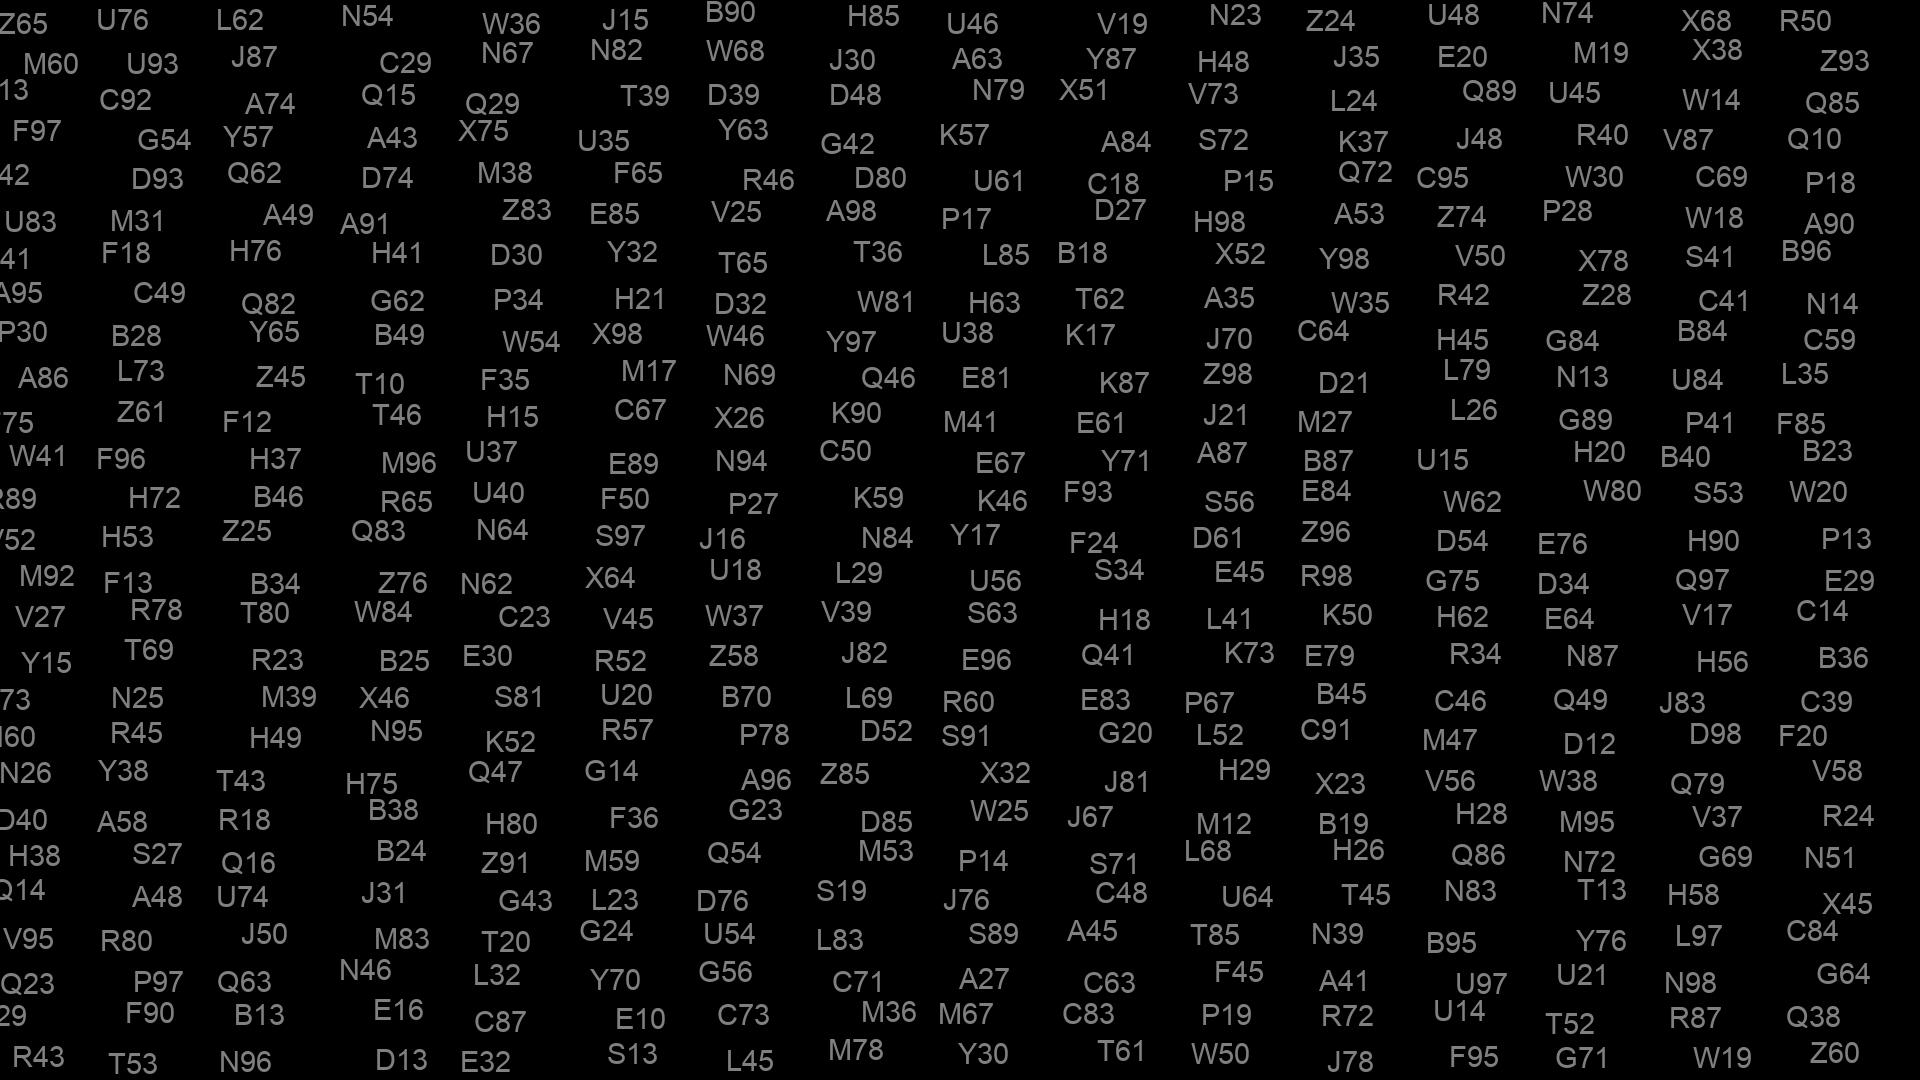 Z65 U76 L62 N54 W36 J15 B90 H85 U46 V19 N23 Z24 U48 N74 X68 R50
M60 U93 J87 C29 N67 N82 W68 J30 A63 Y87 H48 J35 E20 M19 X38 Z93
13 C92 A74 Q15 Q29 T39 D39 D48 N79 X51 V73 L24 Q89 U45 W14 Q85
F97 G54 Y57 A43 X75 U35 Y63 G42 K57 A84 S72 K37 J48 R40 V87 Q10
42 D93 Q62 D74 M38 F65 R46 D80 U61 C18 P15 Q72 C95 W30 C69 P18
U83 M31 A49 A91 Z83 E85 V25 A98 P17 D27 H98 A53 Z74 P28 W18 A90
41 F18 H76 H41 D30 Y32 T65 T36 L85 B18 X52 Y98 V50 X78 S41 B96
A95 C49 Q82 G62 P34 H21 D32 W81 H63 T62 A35 W35 R42 Z28 C41 N14
P30 B28 Y65 B49 W54 X98 W46 Y97 U38 K17 J70 C64 H45 G84 B84 C59
A86 L73 Z45 T10 F35 M17 N69 Q46 E81 K87 Z98 D21 L79 N13 U84 L35
75 Z61 F12 T46 H15 C67 X26 K90 M41 E61 J21 M27 L26 G89 P41 F85
W41 F96 H37 M96 U37 E89 N94 C50 E67 Y71 A87 B87 U15 H20 B40 B23
R89 H72 B46 R65 U40 F50 P27 K59 K46 F93 S56 E84 W62 W80 S53 W20
52 H53 Z25 Q83 N64 S97 J16 N84 Y17 F24 D61 Z96 D54 E76 H90 P13
M92 F13 B34 Z76 N62 X64 U18 L29 U56 S34 E45 R98 G75 D34 Q97 E29
V27 R78 T80 W84 C23 V45 W37 V39 S63 H18 L41 K50 H62 E64 V17 C14
Y15 T69 R23 B25 E30 R52 Z58 J82 E96 Q41 K73 E79 R34 N87 H56 B36
73 N25 M39 X46 S81 U20 B70 L69 R60 E83 P67 B45 C46 Q49 J83 C39
60 R45 H49 N95 K52 R57 P78 D52 S91 G20 L52 C91 M47 D12 D98 F20
N26 Y38 T43 H75 Q47 G14 A96 Z85 X32 J81 H29 X23 V56 W38 Q79 V58
D40 A58 R18 B38 H80 F36 G23 D85 W25 J67 M12 B19 H28 M95 V37 R24
H38 S27 Q16 B24 Z91 M59 Q54 M53 P14 S71 L68 H26 Q86 N72 G69 N51
Q14 A48 U74 J31 G43 L23 D76 S19 J76 C48 U64 T45 N83 T13 H58 X45
V95 R80 J50 M83 T20 G24 U54 L83 S89 A45 T85 N39 B95 Y76 L97 C84
Q23 P97 Q63 N46 L32 Y70 G56 C71 A27 C63 F45 A41 U97 U21 N98 G64
29 F90 B13 E16 C87 E10 C73 M36 M67 C83 P19 R72 U14 T52 R87 Q38
R43 T53 N96 D13 E32 S13 L45 M78 Y30 T61 W50 J78 F95 G71 W19 Z60